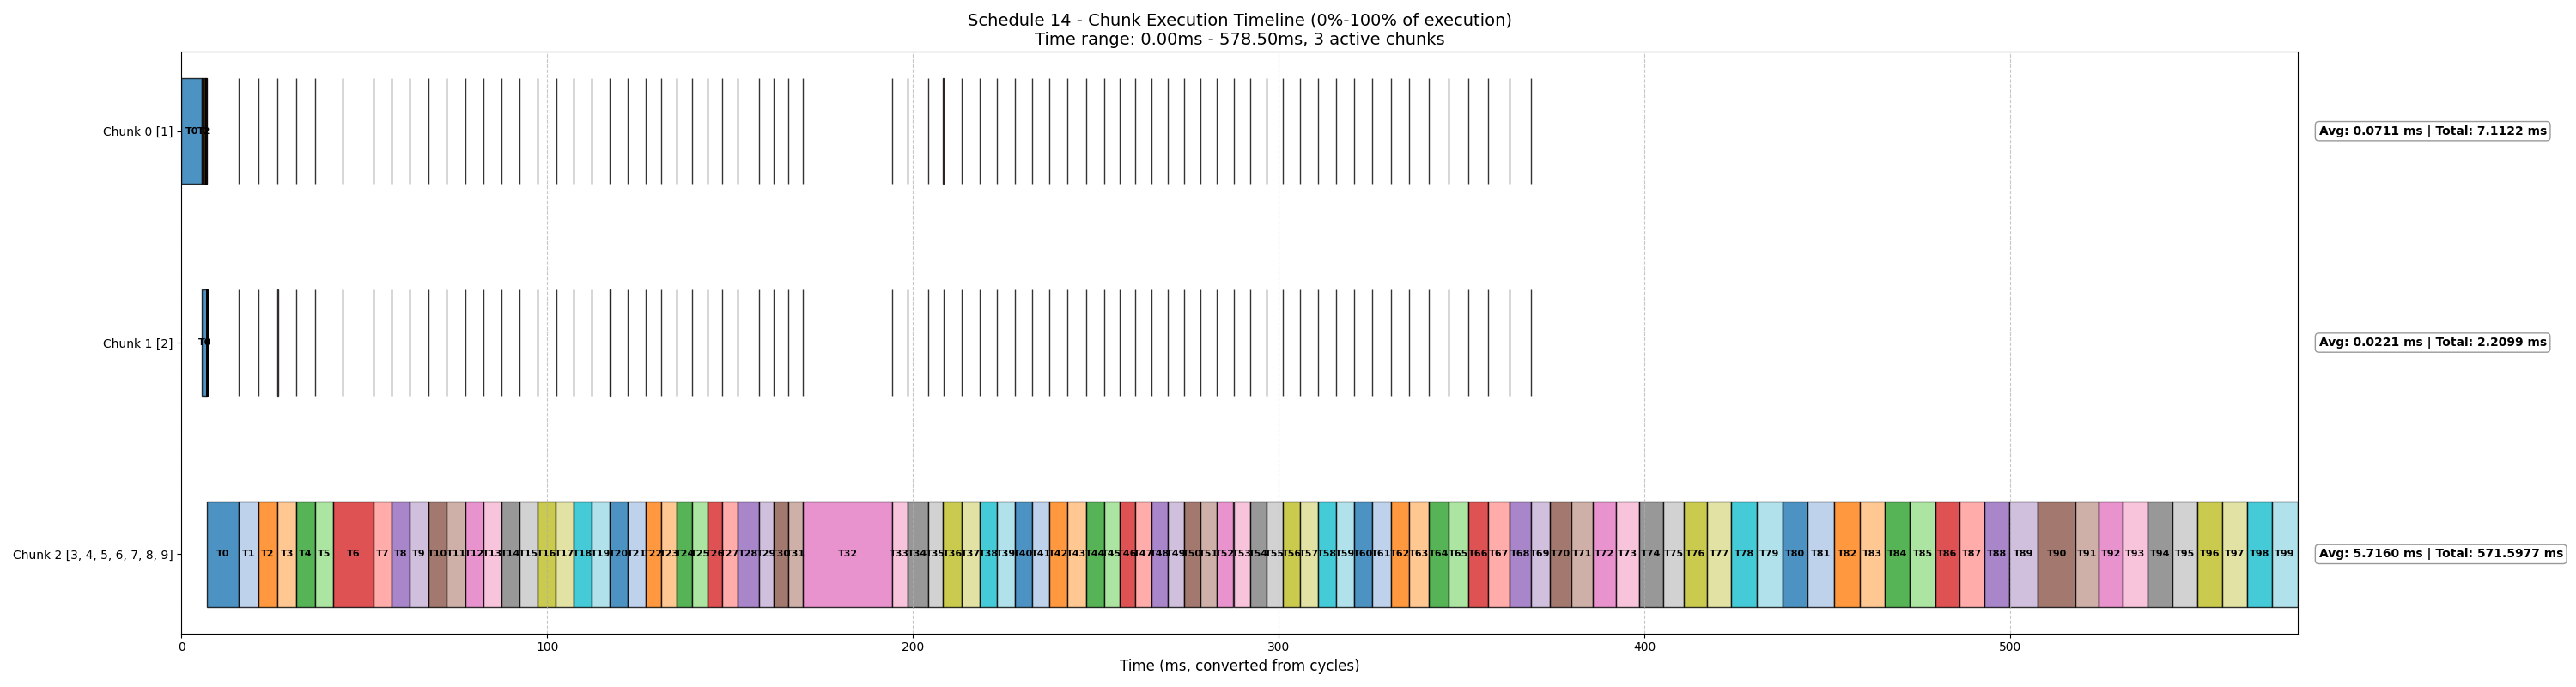 Schedule 14 - Chunk Execution Timeline (0%-100% of execution)
Time range: 0.00ms - 578.50ms, 3 active chunks
Chunk 0 [1]
T0 T2
Avg: 0.0711 ms | Total: 7.1122 ms
Chunk 1 [2]
T0
Avg: 0.0221 ms | Total: 2.2099 ms
Chunk 2 [3, 4, 5, 6, 7, 8, 9]
T0 T1 T2 T3 T4 T5 T6 T7 T8 T9 T10 T11 T12 T13 T14 T15 T16 T17 T18 T19 T20 T21 T22 T23 T24 T25 T26 T27 T28 T29 T30 T31 T32 T33 T34 T35 T36 T37 T38 T39 T40 T41 T42 T43 T44 T45 T46 T47 T48 T49 T50 T51 T52 T53 T54 T55 T56 T57 T58 T59 T60 T61 T62 T63 T64 T65 T66 T67 T68 T69 T70 T71 T72 T73 T74 T75 T76 T77 T78 T79 T80 T81 T82 T83 T84 T85 T86 T87 T88 T89 T90 T91 T92 T93 T94 T95 T96 T97 T98 T99
Avg: 5.7160 ms | Total: 571.5977 ms
0 100 200 300 400 500
Time (ms, converted from cycles)